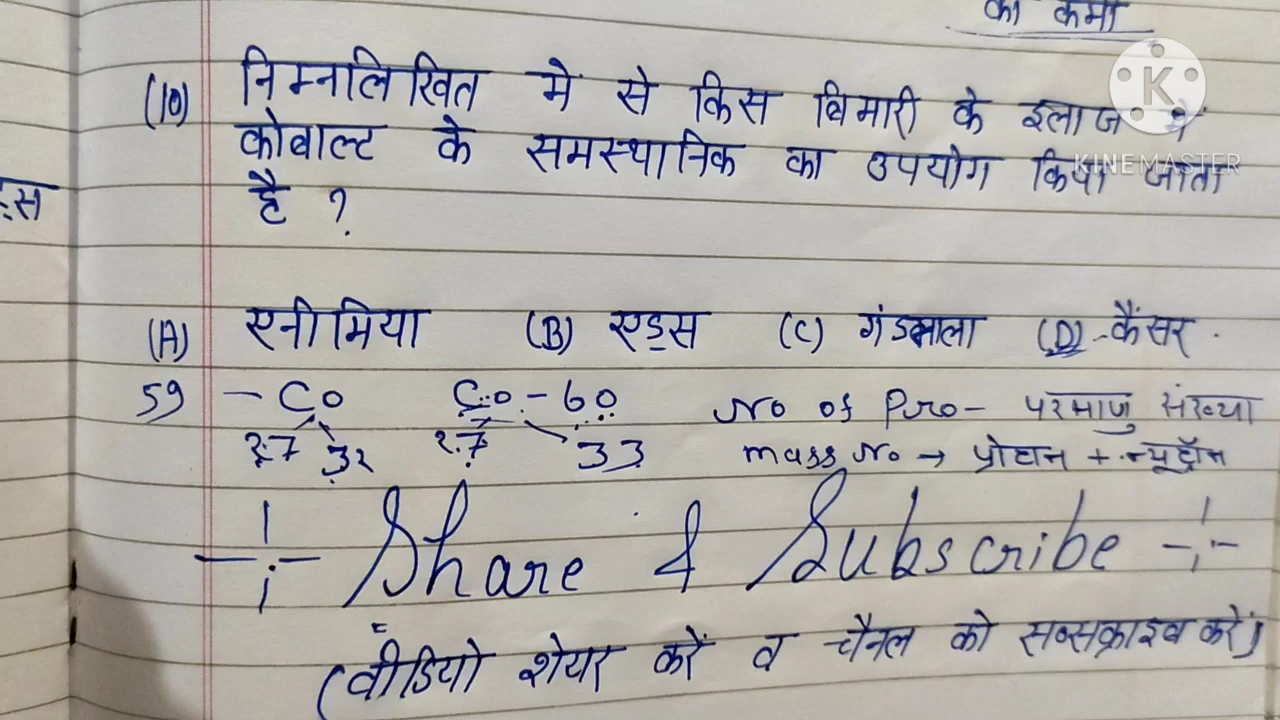 का कमी
(10) निम्नलिखित में से किस बिमारी के इलाज में
कोबाल्ट के समस्थानिक का उपयोग किया जाता
है ?
(A) एनीमिया (B) एड्स (C) गंडमाला (D) कैंसर .
59 - Co Co - 60 No of Pro - परमाणु संख्या
27 32 27 33 mass No → प्रोटान + न्यूट्रॉन
Share & Subscribe
(वीडियो शेयर करें व चैनल को सब्सक्राइब करें)
K
KINEMASTER